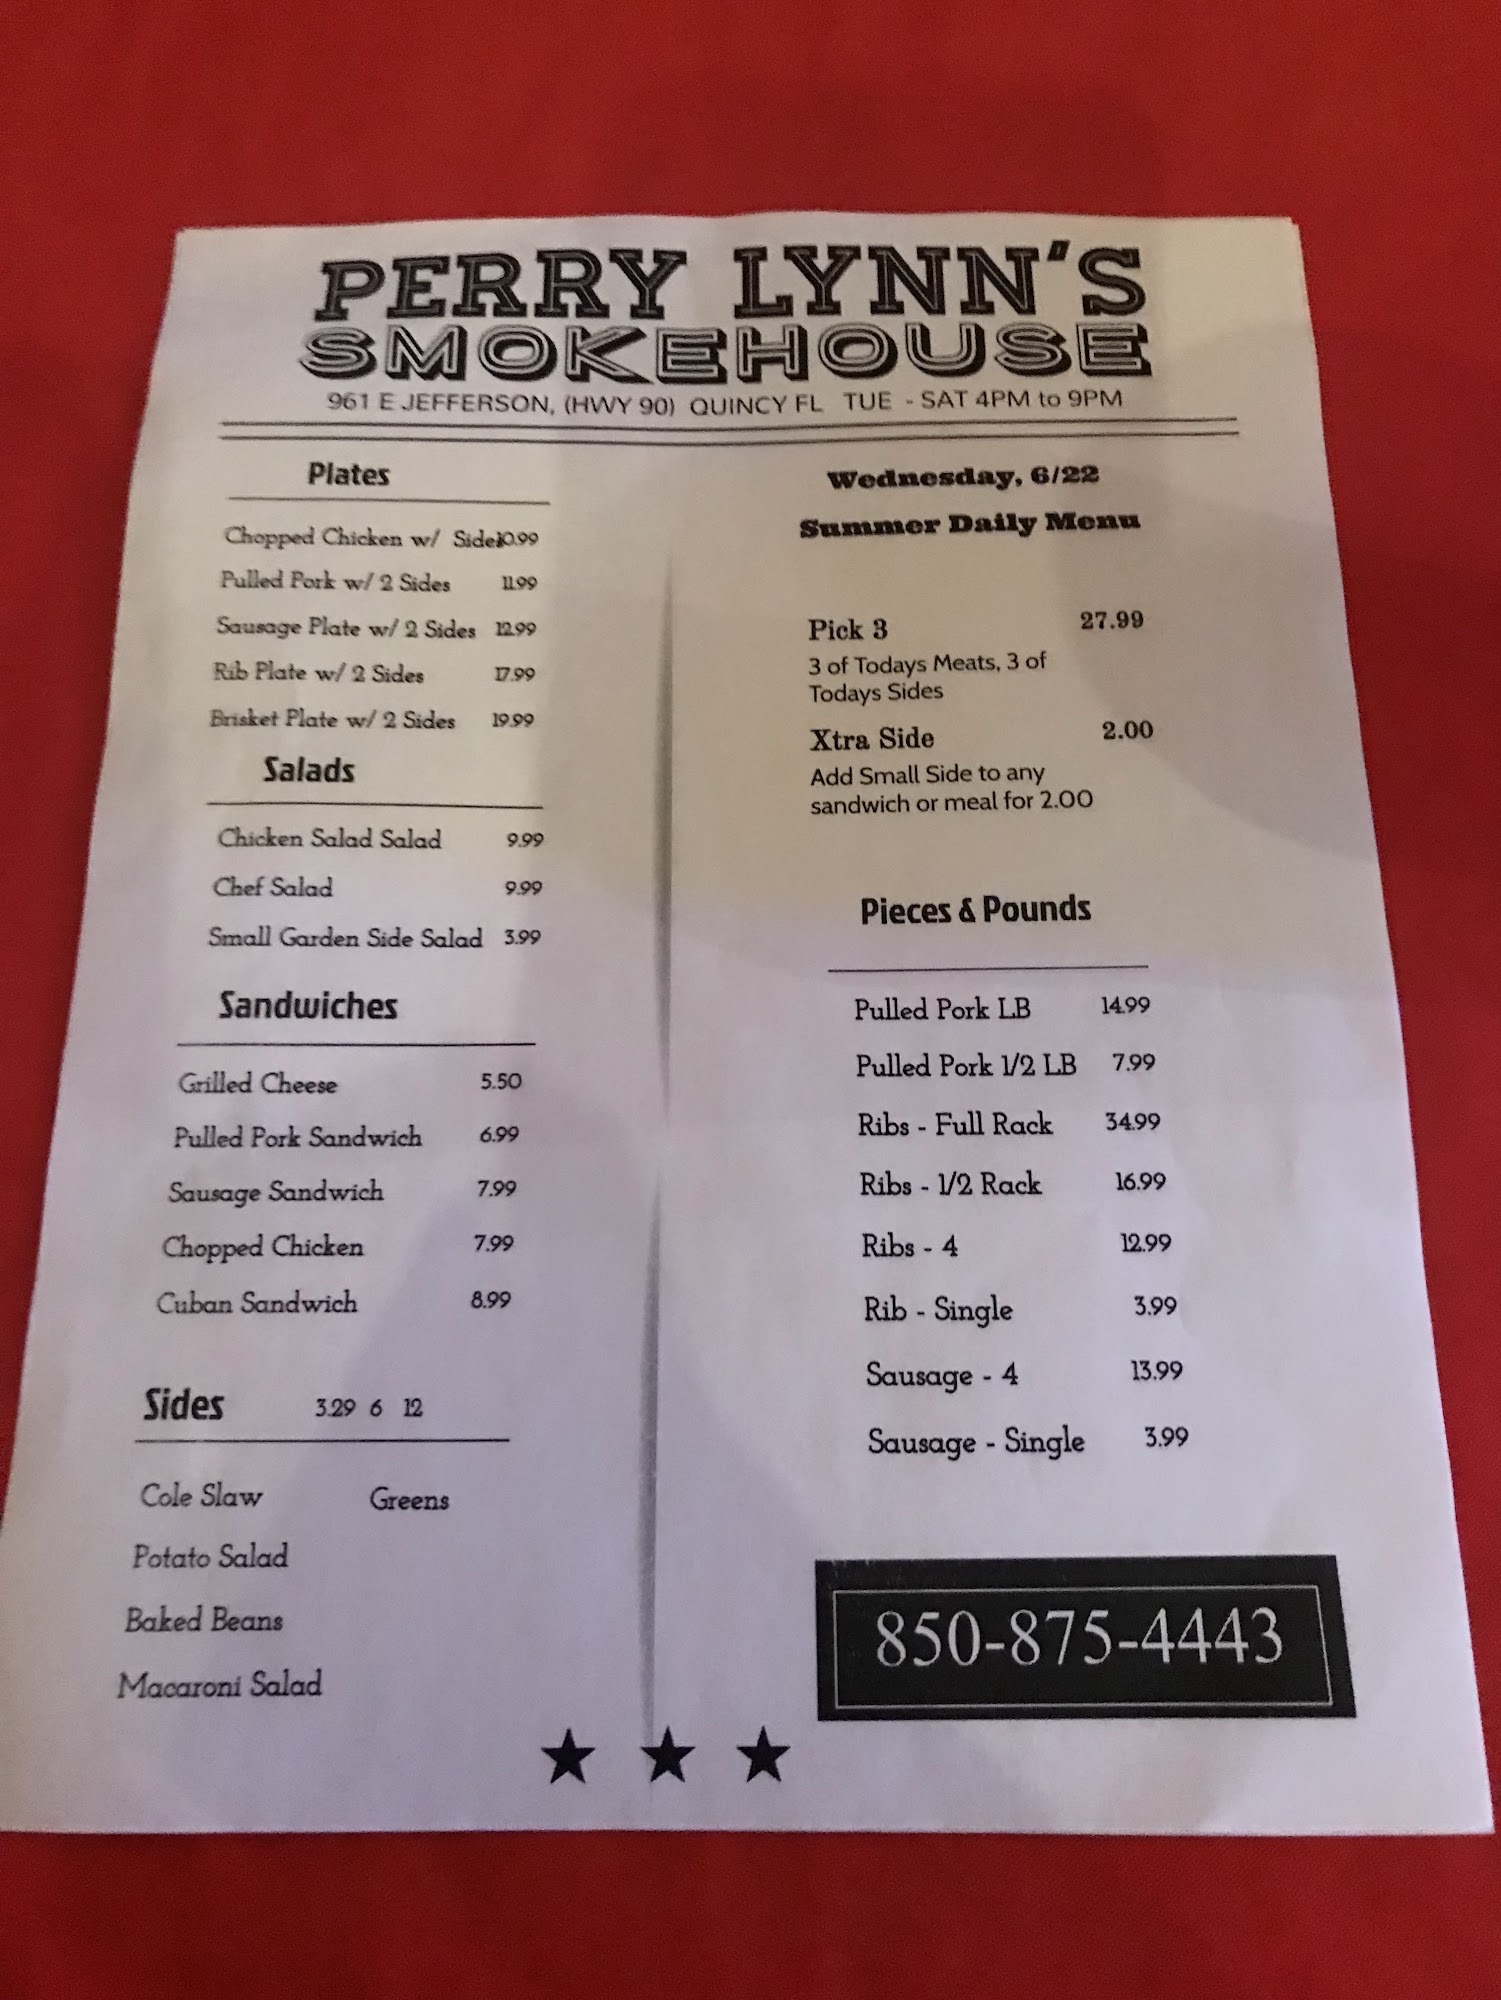 PERRY LYNN'S
SMOKEHOUSE
961 E JEFFERSON, (HWY 90) QUINCY FL TUE - SAT 4PM to 9PM
Plates
Chopped Chicken w/ Side 10.99
Pulled Pork w/ 2 Sides 11.99
Sausage Plate w/ 2 Sides 12.99
Rib Plate w/ 2 Sides 17.99
Brisket Plate w/ 2 Sides 19.99
Salads
Chicken Salad Salad 9.99
Chef Salad 9.99
Small Garden Side Salad 3.99
Sandwiches
Grilled Cheese 5.50
Pulled Pork Sandwich 6.99
Sausage Sandwich 7.99
Chopped Chicken 7.99
Cuban Sandwich 8.99
Sides 3.29 6 12
Cole Slaw Greens
Potato Salad
Baked Beans
Macaroni Salad
Wednesday, 6/22
Summer Daily Menu
Pick 3 27.99
3 of Todays Meats, 3 of
Todays Sides
Xtra Side 2.00
Add Small Side to any
sandwich or meal for 2.00
Pieces & Pounds
Pulled Pork LB 14.99
Pulled Pork 1/2 LB 7.99
Ribs - Full Rack 34.99
Ribs - 1/2 Rack 16.99
Ribs - 4 12.99
Rib - Single 3.99
Sausage - 4 13.99
Sausage - Single 3.99
850-875-4443